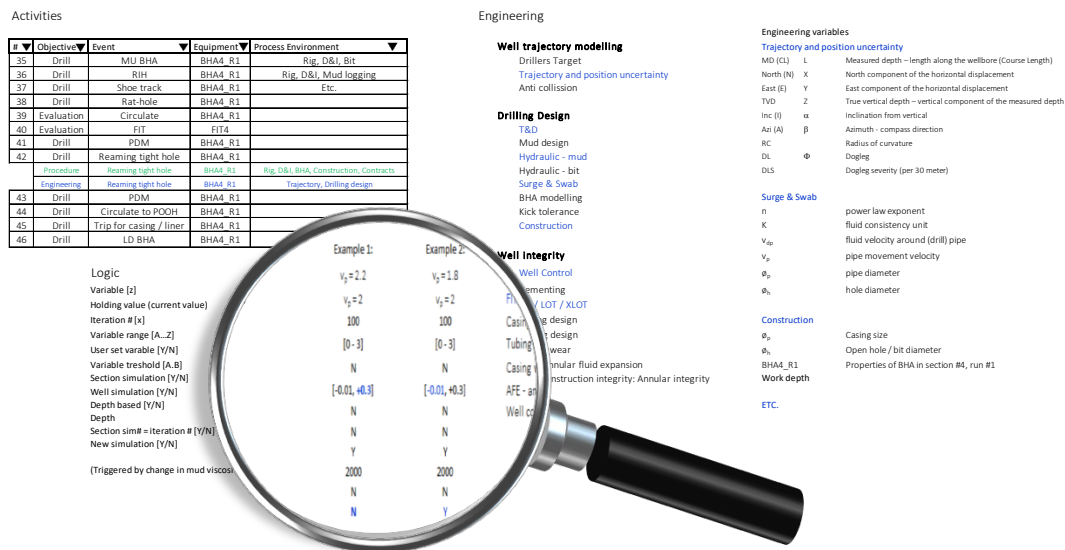 Activities
# Objective Event Equipment Process Environment
35 Drill MU BHA BHA4_R1 Rig, D&I, Bit
36 Drill RIH BHA4_R1 Rig, D&I, Mud logging
37 Drill Shoe track BHA4_R1 Etc.
38 Drill Rat-hole BHA4_R1
39 Evaluation Circulate BHA4_R1
40 Evaluation FIT FIT4
41 Drill PDM BHA4_R1
42 Drill Reaming tight hole BHA4_R1
Procedure Reaming tight hole BHA4_R1 Rig, D&I, BHA, Construction, Contracts
Engineering Reaming tight hole BHA4_R1 Trajectory, Drilling design
43 Drill PDM BHA4_R1
44 Drill Circulate to POOH BHA4_R1
45 Drill Trip for casing / liner BHA4_R1
46 Drill LD BHA BHA4_R1
Logic
Variable [z]
Holding value (current value)
Iteration # [x]
Variable range [A...Z]
User set varable [Y/N]
Variable treshold [A.B]
Section simulation [Y/N]
Well simulation [Y/N]
Depth based [Y/N]
Depth
Section sim# = iteration # [Y/N]
New simulation [Y/N]
(Triggered by change in mud
Example 1: Example 2:
vp = 2.2 vp = 1.8
vp = 2 vp = 2
100 100
[0 - 3] [0 - 3]
N N
[-0.01, +0.3] [-0.01, +0.3]
N N
N N
Y Y
2000 2000
N N
N Y
Engineering
Well trajectory modelling
Drillers Target
Trajectory and position uncertainty
Anti collission
Drilling Design
T&D
Mud design
Hydraulic - mud
Hydraulic - bit
Surge & Swab
BHA modelling
Kick tolerance
Construction
Well Integrity
Well Control
/ LOT / XLOT
design
design
wear
fluid expansion
integrity: Annular integrity
Tubing
Casing
AFE -
Well
Engineering variables
Trajectory and position uncertainty
MD (CL) L Measured depth – length along the wellbore (Course Length)
North (N) X North component of the horizontal displacement
East (E) Y East component of the horizontal displacement
TVD Z True vertical depth – vertical component of the measured depth
Inc (I) α Inclination from vertical
Azi (A) β Azimuth - compass direction
RC Radius of curvature
DL Φ Dogleg
DLS Dogleg severity (per 30 meter)
Surge & Swab
n power law exponent
K fluid consistency unit
vdp fluid velocity around (drill) pipe
vp pipe movement velocity
øp pipe diameter
øh hole diameter
Construction
øp Casing size
øh Open hole / bit diameter
BHA4_R1 Properties of BHA in section #4, run #1
Work depth
ETC.